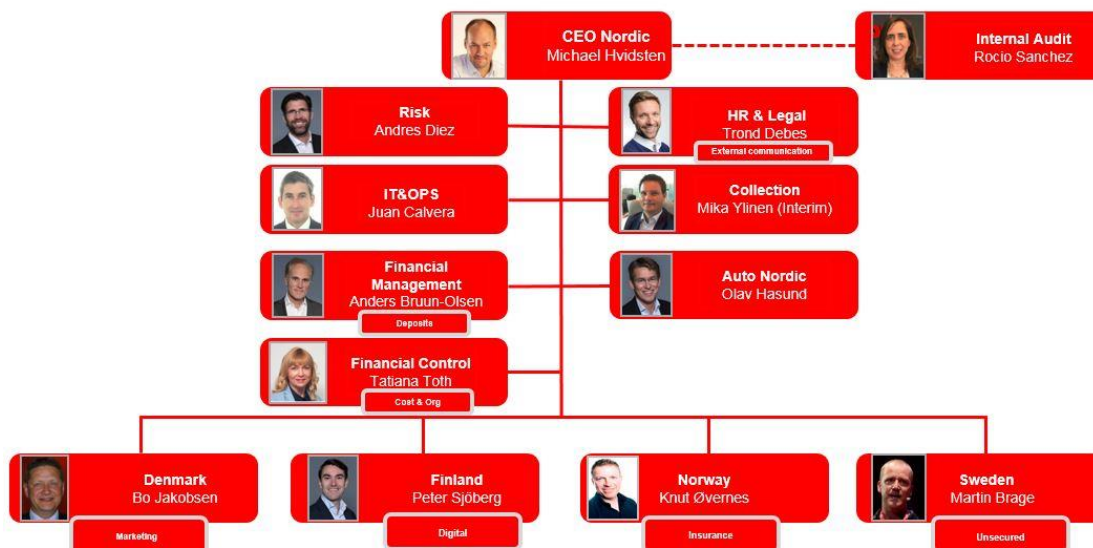 CEO Nordic
Michael Hvidsten
Internal Audit
Rocio Sanchez
Risk
Andres Diez
HR & Legal
Trond Debes
External communication
IT&OPS
Juan Calvera
Collection
Mika Ylinen (Interim)
Financial
Management
Anders Bruun-Olsen
Deposits
Auto Nordic
Olav Hasund
Financial Control
Tatiana Toth
Cost & Org
Denmark
Bo Jakobsen
Marketing
Finland
Peter Sjöberg
Digital
Norway
Knut Øvernes
Insurance
Sweden
Martin Brage
Unsecured